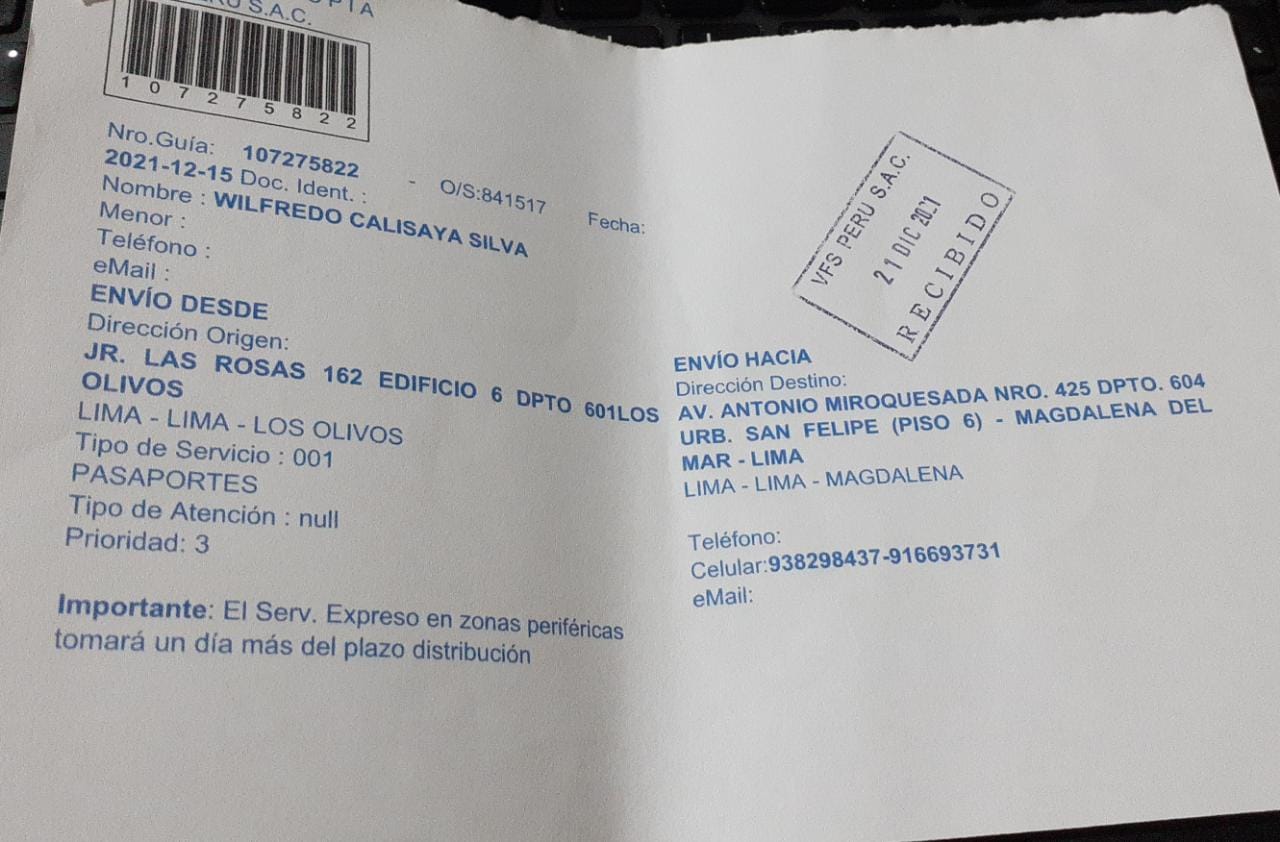 S.A.C.
107275822
Nro.Guía: 107275822 - O/S:841517 Fecha:
2021-12-15 Doc. Ident. :
Nombre : WILFREDO CALISAYA SILVA
Menor :
Teléfono :
eMail :
ENVÍO DESDE
Dirección Origen:
JR. LAS ROSAS 162 EDIFICIO 6 DPTO 601LOS
OLIVOS
LIMA - LIMA - LOS OLIVOS
Tipo de Servicio : 001
PASAPORTES
Tipo de Atención : null
Prioridad: 3
Importante: El Serv. Expreso en zonas periféricas
tomará un día más del plazo distribución
VFS PERU S.A.C.
21 DIC 2021
RECIBIDO
ENVÍO HACIA
Dirección Destino:
AV. ANTONIO MIROQUESADA NRO. 425 DPTO. 604
URB. SAN FELIPE (PISO 6) - MAGDALENA DEL
MAR - LIMA
LIMA - LIMA - MAGDALENA
Teléfono:
Celular:938298437-916693731
eMail: